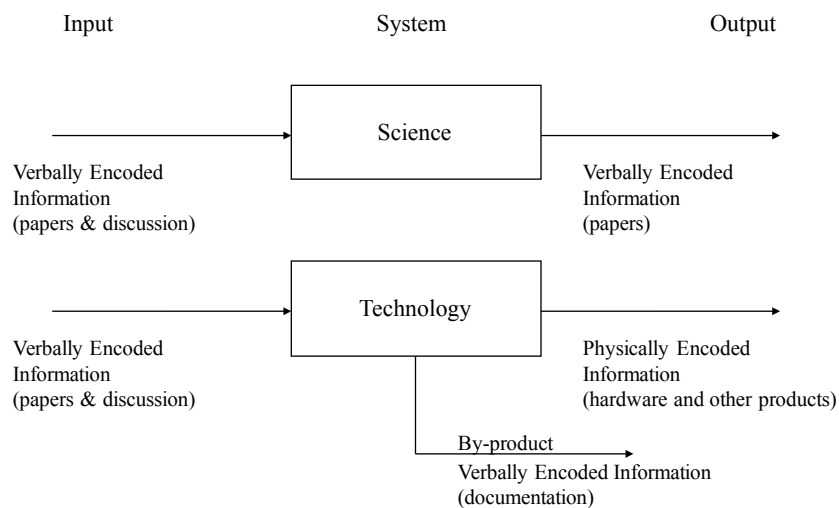 Input System Output
Science
Verbally Encoded
Information
(papers & discussion)
Verbally Encoded
Information
(papers)
Technology
Verbally Encoded
Information
(papers & discussion)
Physically Encoded
Information
(hardware and other products)
By-product
Verbally Encoded Information
(documentation)